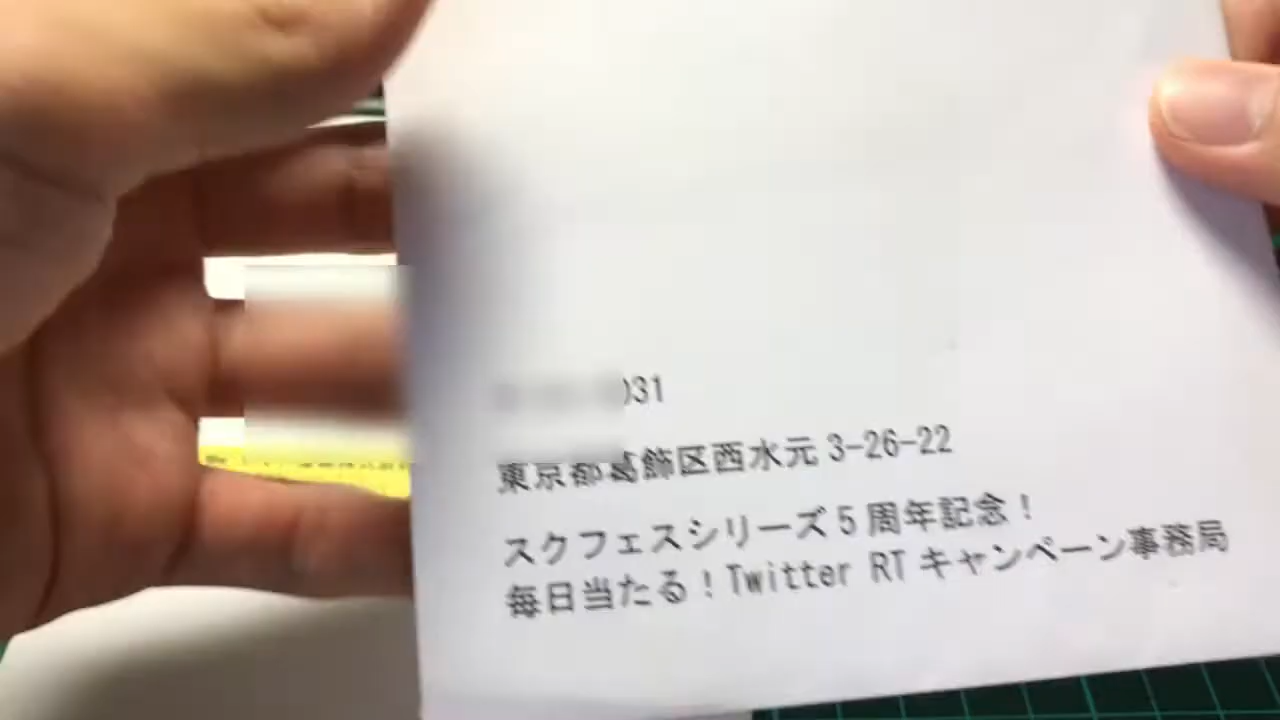 031
東京都葛飾区西水元3-26-22
スクフェスシリーズ5周年記念!
毎日当たる!Twitter RTキャンペーン事務局